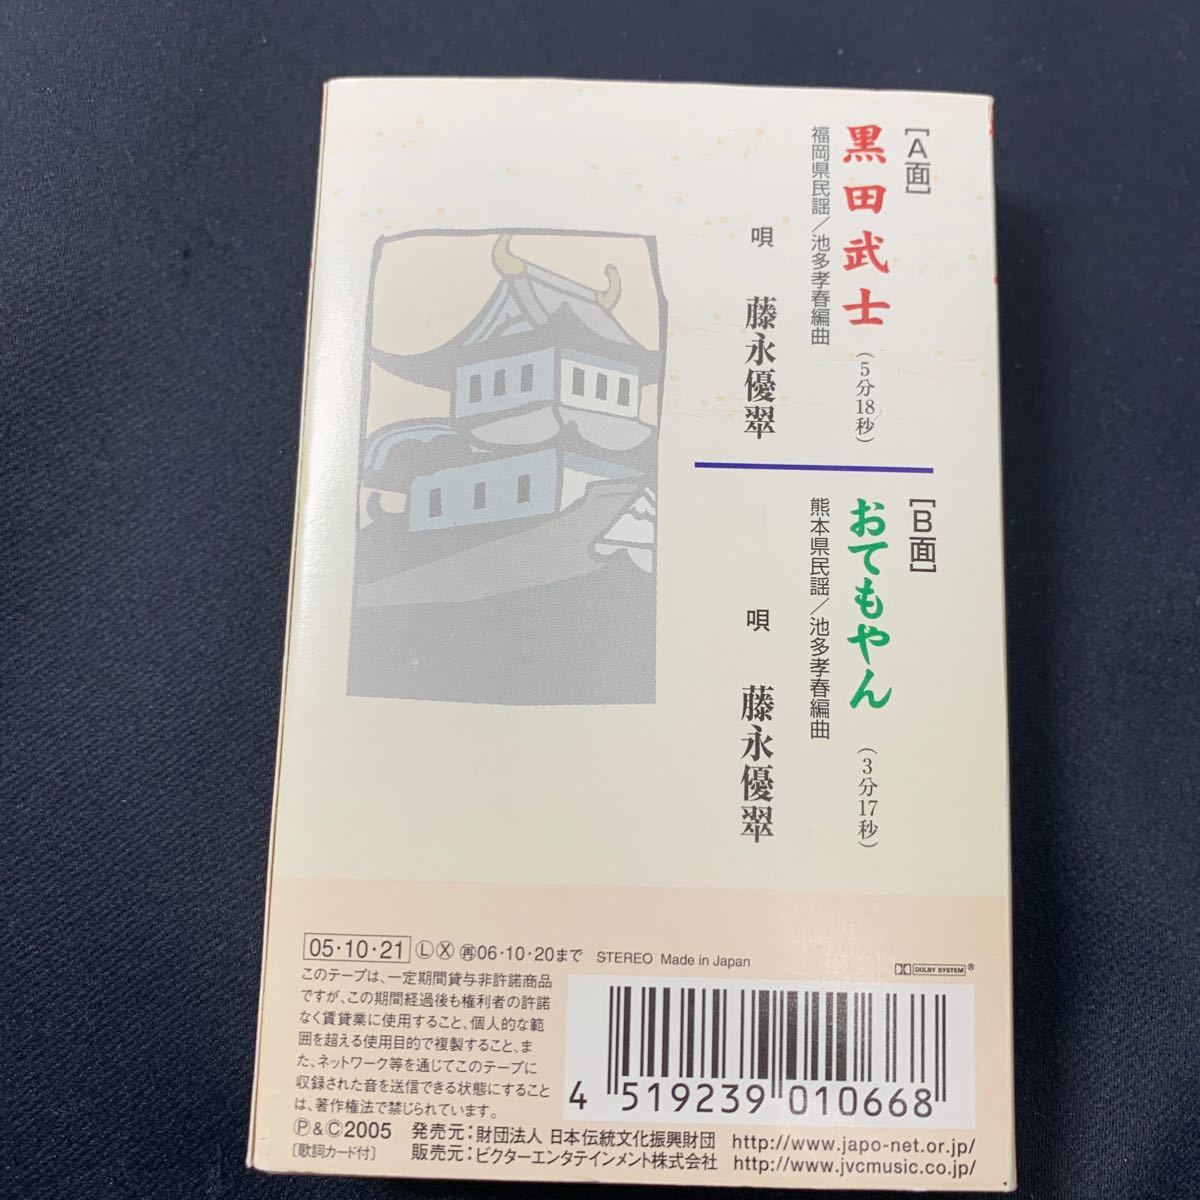 [A面]
黒田武士
(5分18秒)
福岡県民謡/池多孝春編曲
唄 藤永優翠
[B面]
おてもやん
(3分17秒)
熊本県民謡/池多孝春編曲
唄 藤永優翠
05・10・21 Ⓛ Ⓧ ㊢06・10・20まで STEREO Made in Japan
DOLBY SYSTEM ®
このテープは、一定期間貸与非許諾商品
ですが、この期間経過後も権利者の許諾
なく賃貸業に使用すること、個人的な範
囲を超える使用目的で複製すること、ま
た、ネットワーク等を通じてこのテープに
収録された音を送信できる状態にすること
は、著作権法で禁じられています。
4 519239 010668
Ⓟ&Ⓒ2005 発売元:財団法人 日本伝統文化振興財団 http://www.japo-net.or.jp/
[歌詞カード付] 販売元:ビクターエンタテインメント株式会社 http://www.jvcmusic.co.jp/